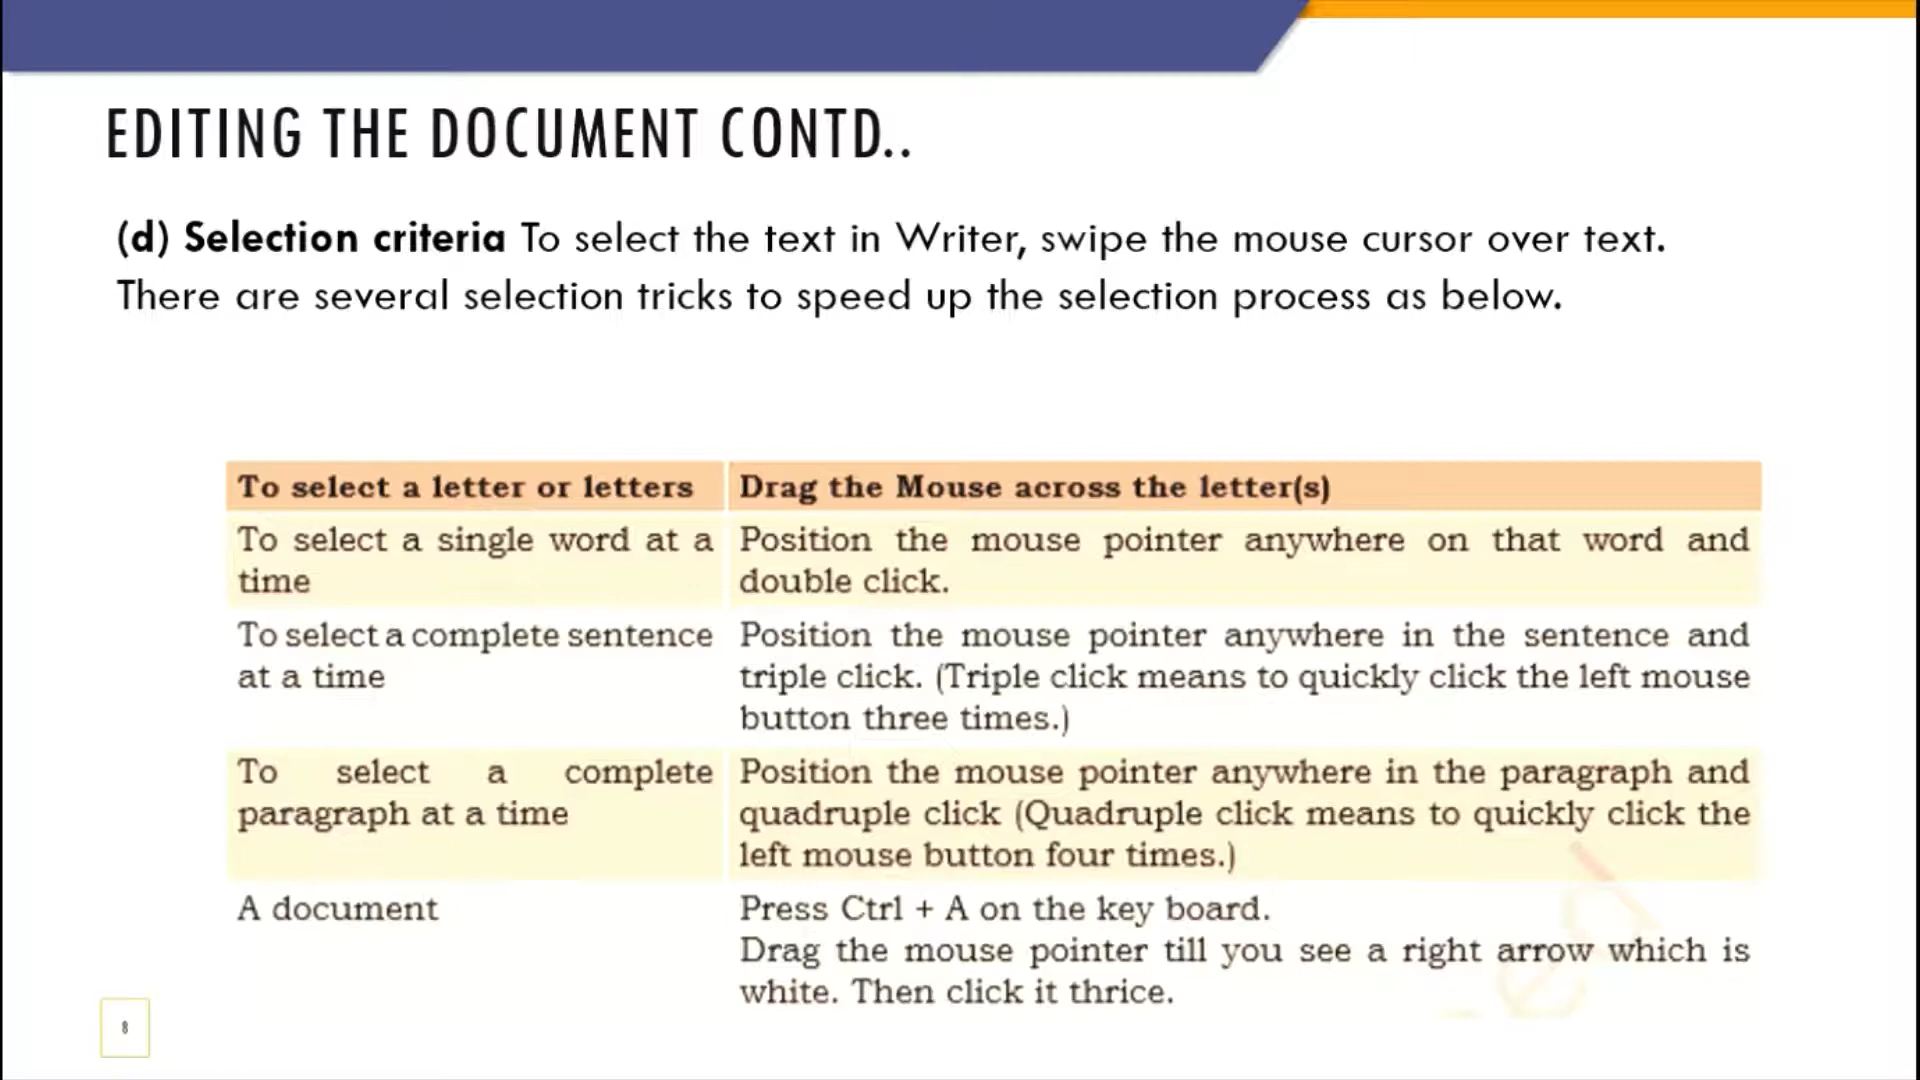 EDITING THE DOCUMENT CONTD..
(d) Selection criteria To select the text in Writer, swipe the mouse cursor over text.
There are several selection tricks to speed up the selection process as below.
To select a letter or letters
Drag the Mouse across the letter(s)
To select a single word at a
time
Position the mouse pointer anywhere on that word and
double click.
To select a complete sentence
at a time
Position the mouse pointer anywhere in the sentence and
triple click. (Triple click means to quickly click the left mouse
button three times.)
To select a complete
paragraph at a time
Position the mouse pointer anywhere in the paragraph and
quadruple click (Quadruple click means to quickly click the
left mouse button four times.)
A document
Press Ctrl + A on the key board.
Drag the mouse pointer till you see a right arrow which is
white. Then click it thrice.
8